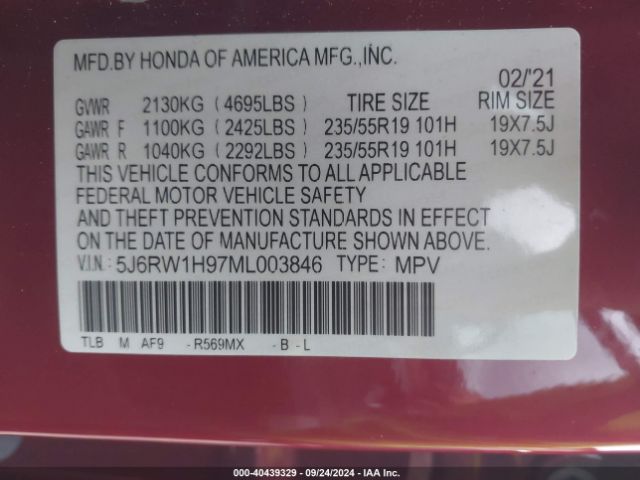 MFD.BY HONDA OF AMERICA MFG.,INC.
02/'21
GVWR 2130KG (4695LBS) TIRE SIZE RIM SIZE
GAWR F 1100KG (2425LBS) 235/55R19 101H 19X7.5J
GAWR R 1040KG (2292LBS) 235/55R19 101H 19X7.5J
THIS VEHICLE CONFORMS TO ALL APPLICABLE
FEDERAL MOTOR VEHICLE SAFETY
AND THEFT PREVENTION STANDARDS IN EFFECT
ON THE DATE OF MANUFACTURE SHOWN ABOVE.
V.I.N: 5J6RW1H97ML003846 TYPE: MPV
TLB M AF9 -R569MX -B-L
000-40439329 - 09/24/2024 - IAA Inc.